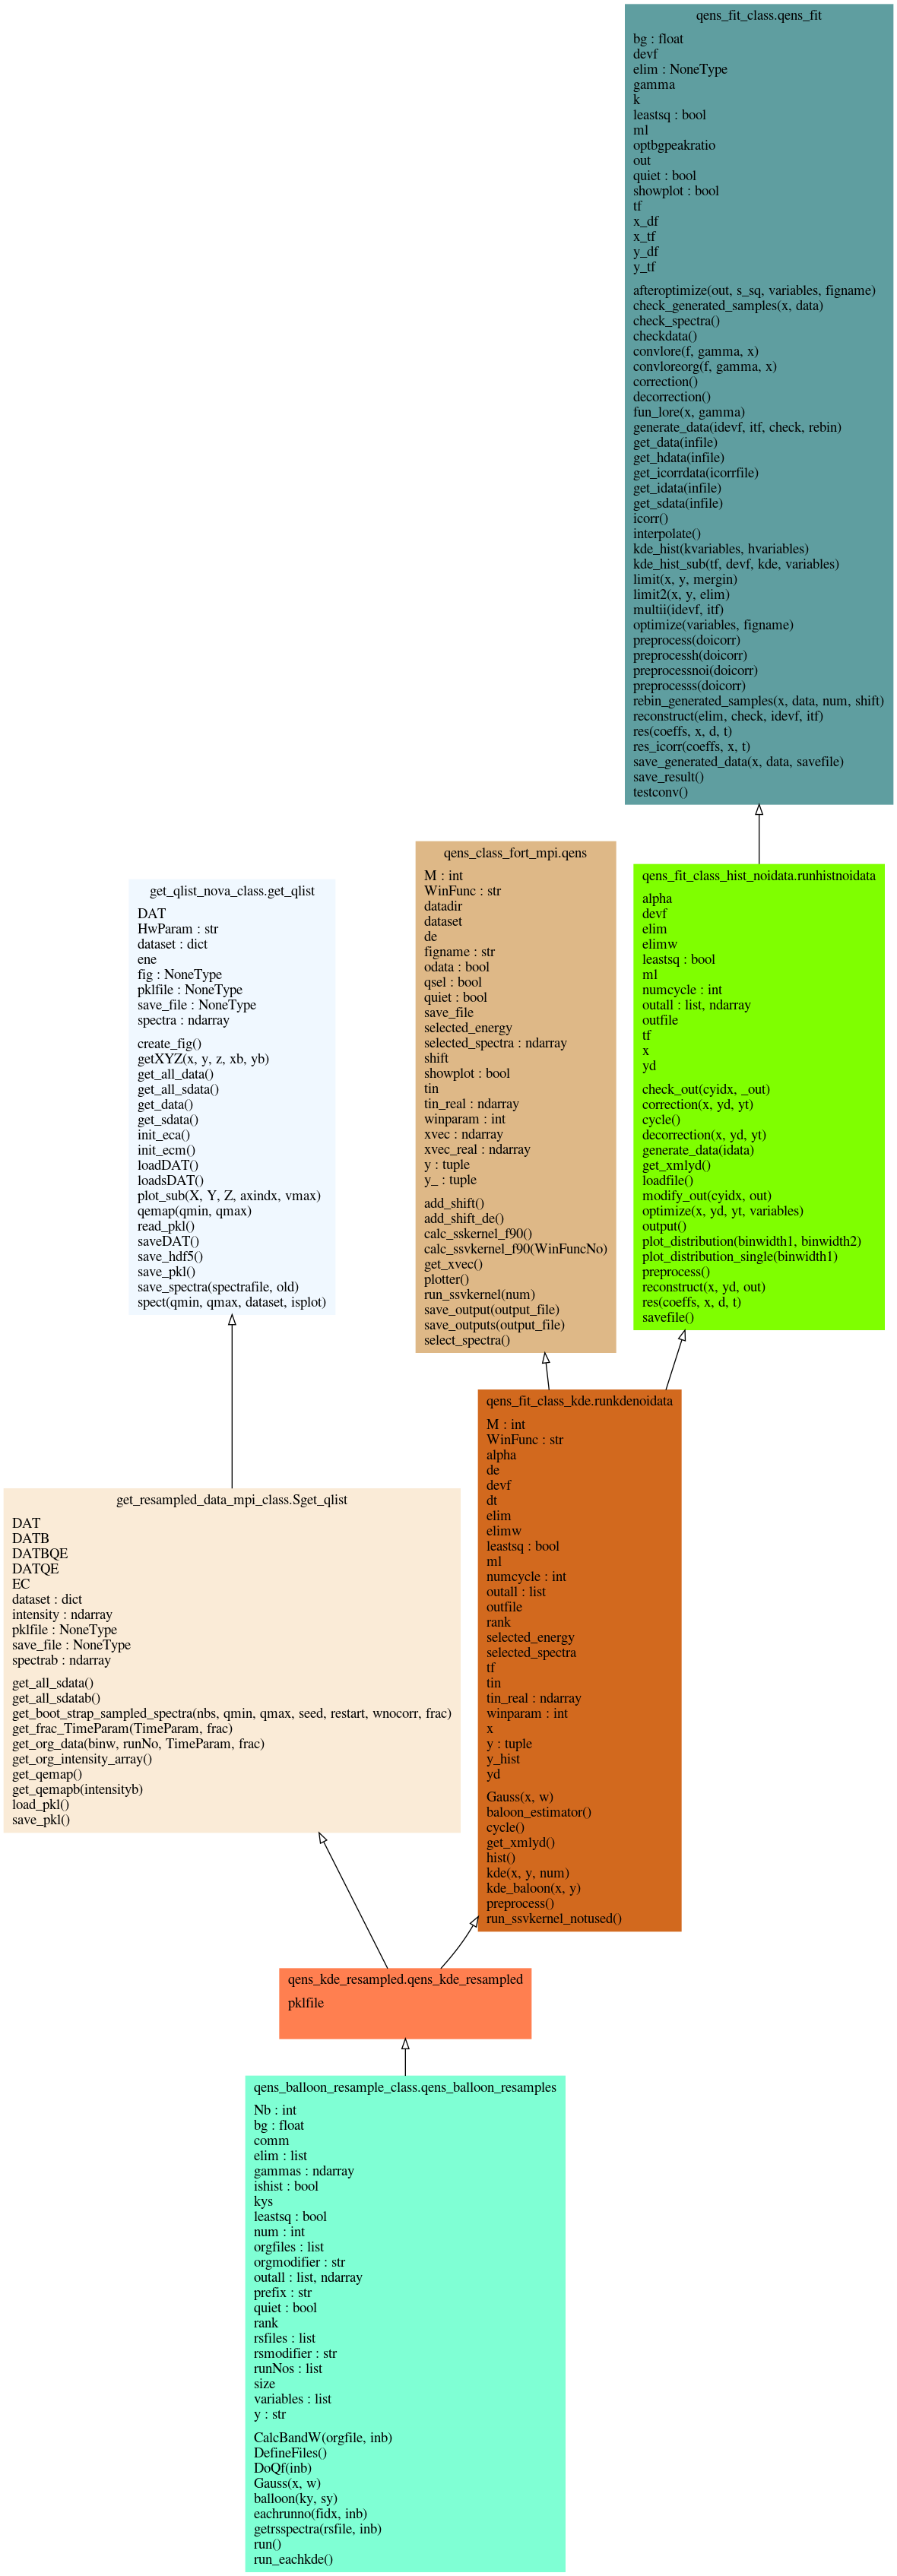 qens_fit_class.qens_fit
bg : float
devf
elim : NoneType
gamma
k
leastsq : bool
ml
optbgpeakratio
out
quiet : bool
showplot : bool
tf
x_df
x_tf
y_df
y_tf
afteroptimize(out, s_sq, variables, figname)
check_generated_samples(x, data)
check_spectra()
checkdata()
convlore(f, gamma, x)
convloreorg(f, gamma, x)
correction()
decorrection()
fun_lore(x, gamma)
generate_data(idevf, itf, check, rebin)
get_data(infile)
get_hdata(infile)
get_icorrdata(icorrfile)
get_idata(infile)
get_sdata(infile)
icorr()
interpolate()
kde_hist(kvariables, hvariables)
kde_hist_sub(tf, devf, kde, variables)
limit(x, y, mergin)
limit2(x, y, elim)
multii(idevf, itf)
optimize(variables, figname)
preprocess(doicorr)
preprocessh(doicorr)
preprocessnoi(doicorr)
preprocesss(doicorr)
rebin_generated_samples(x, data, num, shift)
reconstruct(elim, check, idevf, itf)
res(coeffs, x, d, t)
res_icorr(coeffs, x, t)
save_generated_data(x, data, savefile)
save_result()
testconv()
get_qlist_nova_class.get_qlist
DAT
HwParam : str
dataset : dict
ene
fig : NoneType
pklfile : NoneType
save_file : NoneType
spectra : ndarray
create_fig()
getXYZ(x, y, z, xb, yb)
get_all_data()
get_all_sdata()
get_data()
get_sdata()
init_eca()
init_ecm()
loadDAT()
loadsDAT()
plot_sub(X, Y, Z, axindx, vmax)
qemap(qmin, qmax)
read_pkl()
saveDAT()
save_hdf5()
save_pkl()
save_spectra(spectrafile, old)
spect(qmin, qmax, dataset, isplot)
qens_class_fort_mpi.qens
M : int
WinFunc : str
datadir
dataset
de
figname : str
odata : bool
qsel : bool
quiet : bool
save_file
selected_energy
selected_spectra : ndarray
shift
showplot : bool
tin
tin_real : ndarray
winparam : int
xvec : ndarray
xvec_real : ndarray
y : tuple
y_ : tuple
add_shift()
add_shift_de()
calc_sskernel_f90()
calc_ssvkernel_f90(WinFuncNo)
get_xvec()
plotter()
run_ssvkernel(num)
save_output(output_file)
save_outputs(output_file)
select_spectra()
qens_fit_class_hist_noidata.runhistnoidata
alpha
devf
elim
elimw
leastsq : bool
ml
numcycle : int
outall : list, ndarray
outfile
tf
x
yd
check_out(cyidx, _out)
correction(x, yd, yt)
cycle()
decorrection(x, yd, yt)
generate_data(idata)
get_xmlyd()
loadfile()
modify_out(cyidx, out)
optimize(x, yd, yt, variables)
output()
plot_distribution(binwidth1, binwidth2)
plot_distribution_single(binwidth1)
preprocess()
reconstruct(x, yd, out)
res(coeffs, x, d, t)
savefile()
get_resampled_data_mpi_class.Sget_qlist
DAT
DATB
DATBQE
DATQE
EC
dataset : dict
intensity : ndarray
pklfile : NoneType
save_file : NoneType
spectrab : ndarray
get_all_sdata()
get_all_sdatab()
get_boot_strap_sampled_spectra(nbs, qmin, qmax, seed, restart, wnocorr, frac)
get_frac_TimeParam(TimeParam, frac)
get_org_data(binw, runNo, TimeParam, frac)
get_org_intensity_array()
get_qemap()
get_qemapb(intensityb)
load_pkl()
save_pkl()
qens_fit_class_kde.runkdenoidata
M : int
WinFunc : str
alpha
de
devf
dt
elim
elimw
leastsq : bool
ml
numcycle : int
outall : list
outfile
rank
selected_energy
selected_spectra
tf
tin
tin_real : ndarray
winparam : int
x
y : tuple
y_hist
yd
Gauss(x, w)
baloon_estimator()
cycle()
get_xmlyd()
hist()
kde(x, y, num)
kde_baloon(x, y)
preprocess()
run_ssvkernel_notused()
qens_kde_resampled.qens_kde_resampled
pklfile
qens_balloon_resample_class.qens_balloon_resamples
Nb : int
bg : float
comm
elim : list
gammas : ndarray
ishist : bool
kys
leastsq : bool
num : int
orgfiles : list
orgmodifier : str
outall : list, ndarray
prefix : str
quiet : bool
rank
rsfiles : list
rsmodifier : str
runNos : list
size
variables : list
y : str
CalcBandW(orgfile, inb)
DefineFiles()
DoQf(inb)
Gauss(x, w)
balloon(ky, sy)
eachrunno(fidx, inb)
getrsspectra(rsfile, inb)
run()
run_eachkde()